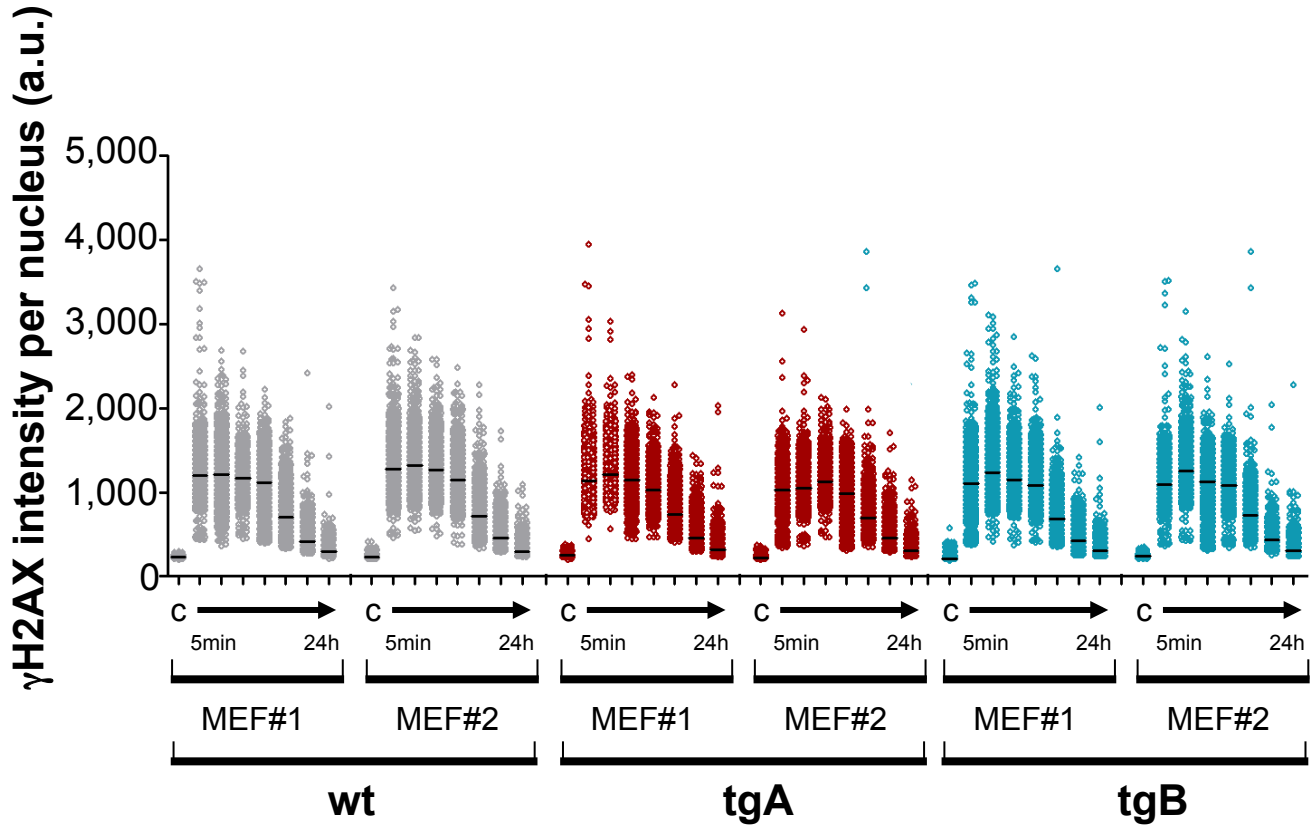 γH2AX intensity per nucleus (a.u.)
5,000
4,000
3,000
2,000
1,000
0
C C C C C C
5min 24h 5min 24h 5min 24h 5min 24h 5min 24h 5min 24h
MEF#1 MEF#2 MEF#1 MEF#2 MEF#1 MEF#2
wt tgA tgB